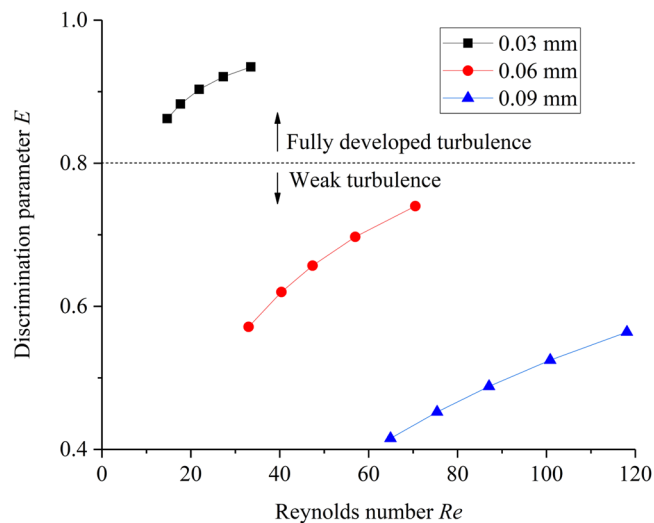 1.0
0.03 mm
0.06 mm
0.09 mm
Fully developed turbulence
0.8
Weak turbulence
Discrimination parameter E
0.6
0.4
0 20 40 60 80 100 120
Reynolds number Re